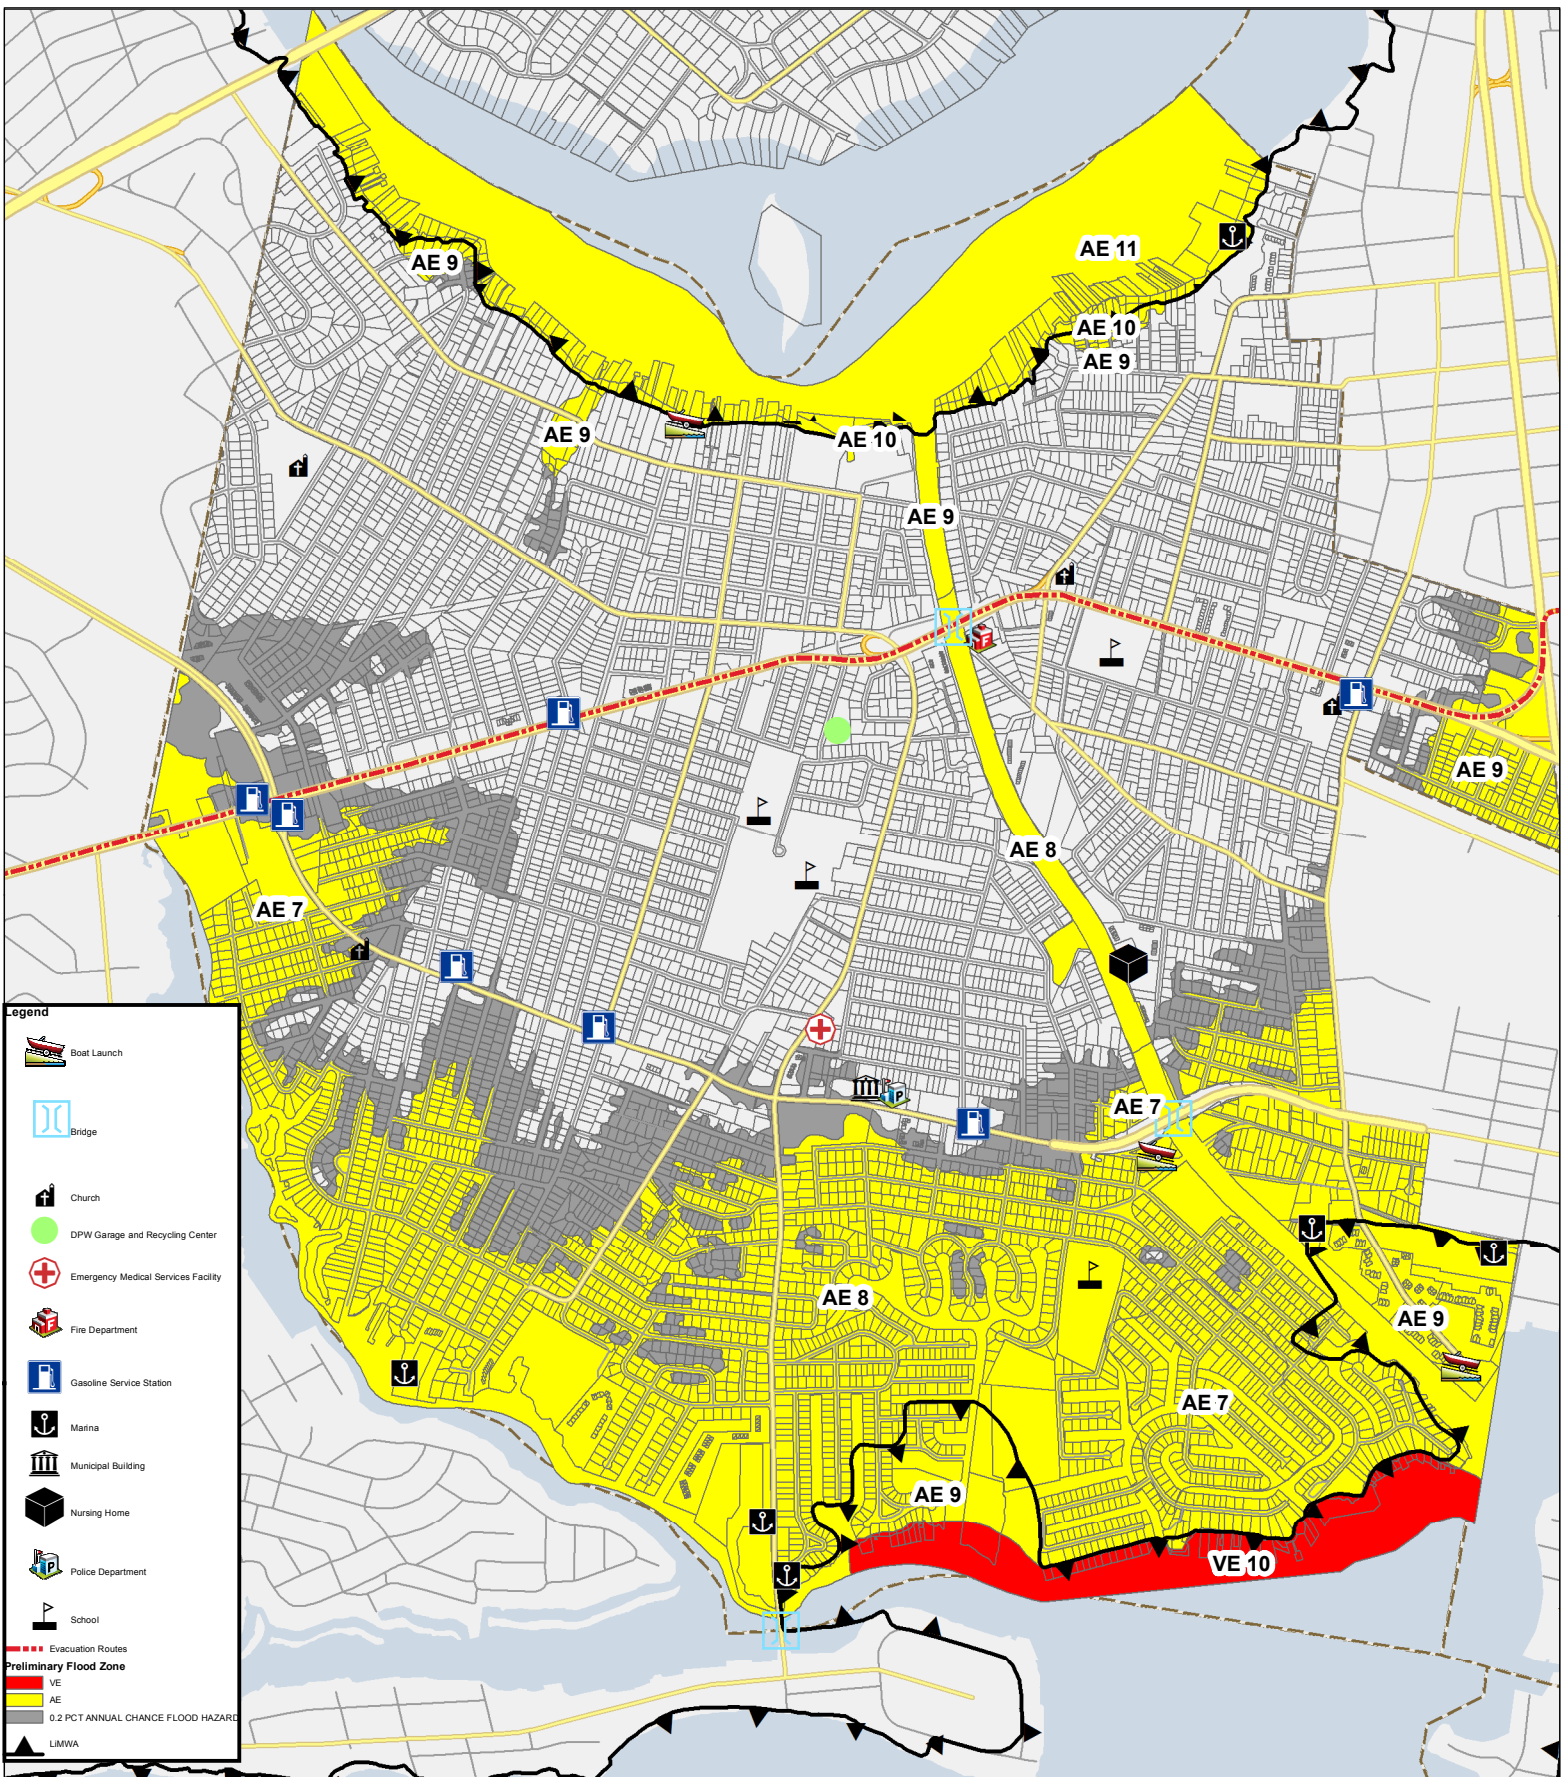 AE 11
AE 9
AE 10
AE 9
AE 9
AE 10
AE 9
AE 9
AE 8
AE 7
AE 7
AE 8
AE 9
AE 7
AE 9
VE 10
Legend
Boat Launch
Bridge
Church
DPW Garage and Recycling Center
Emergency Medical Services Facility
F
Fire Department
Gasoline Service Station
Marina
Municipal Building
Nursing Home
P
Police Department
School
Evacuation Routes
Preliminary Flood Zone
VE
AE
0.2 PCT ANNUAL CHANCE FLOOD HAZARD
LiMWA